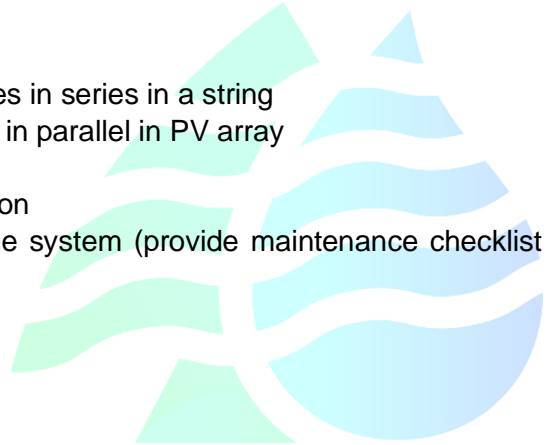 es in series in a string
in parallel in PV array
on
e system (provide maintenance checklist